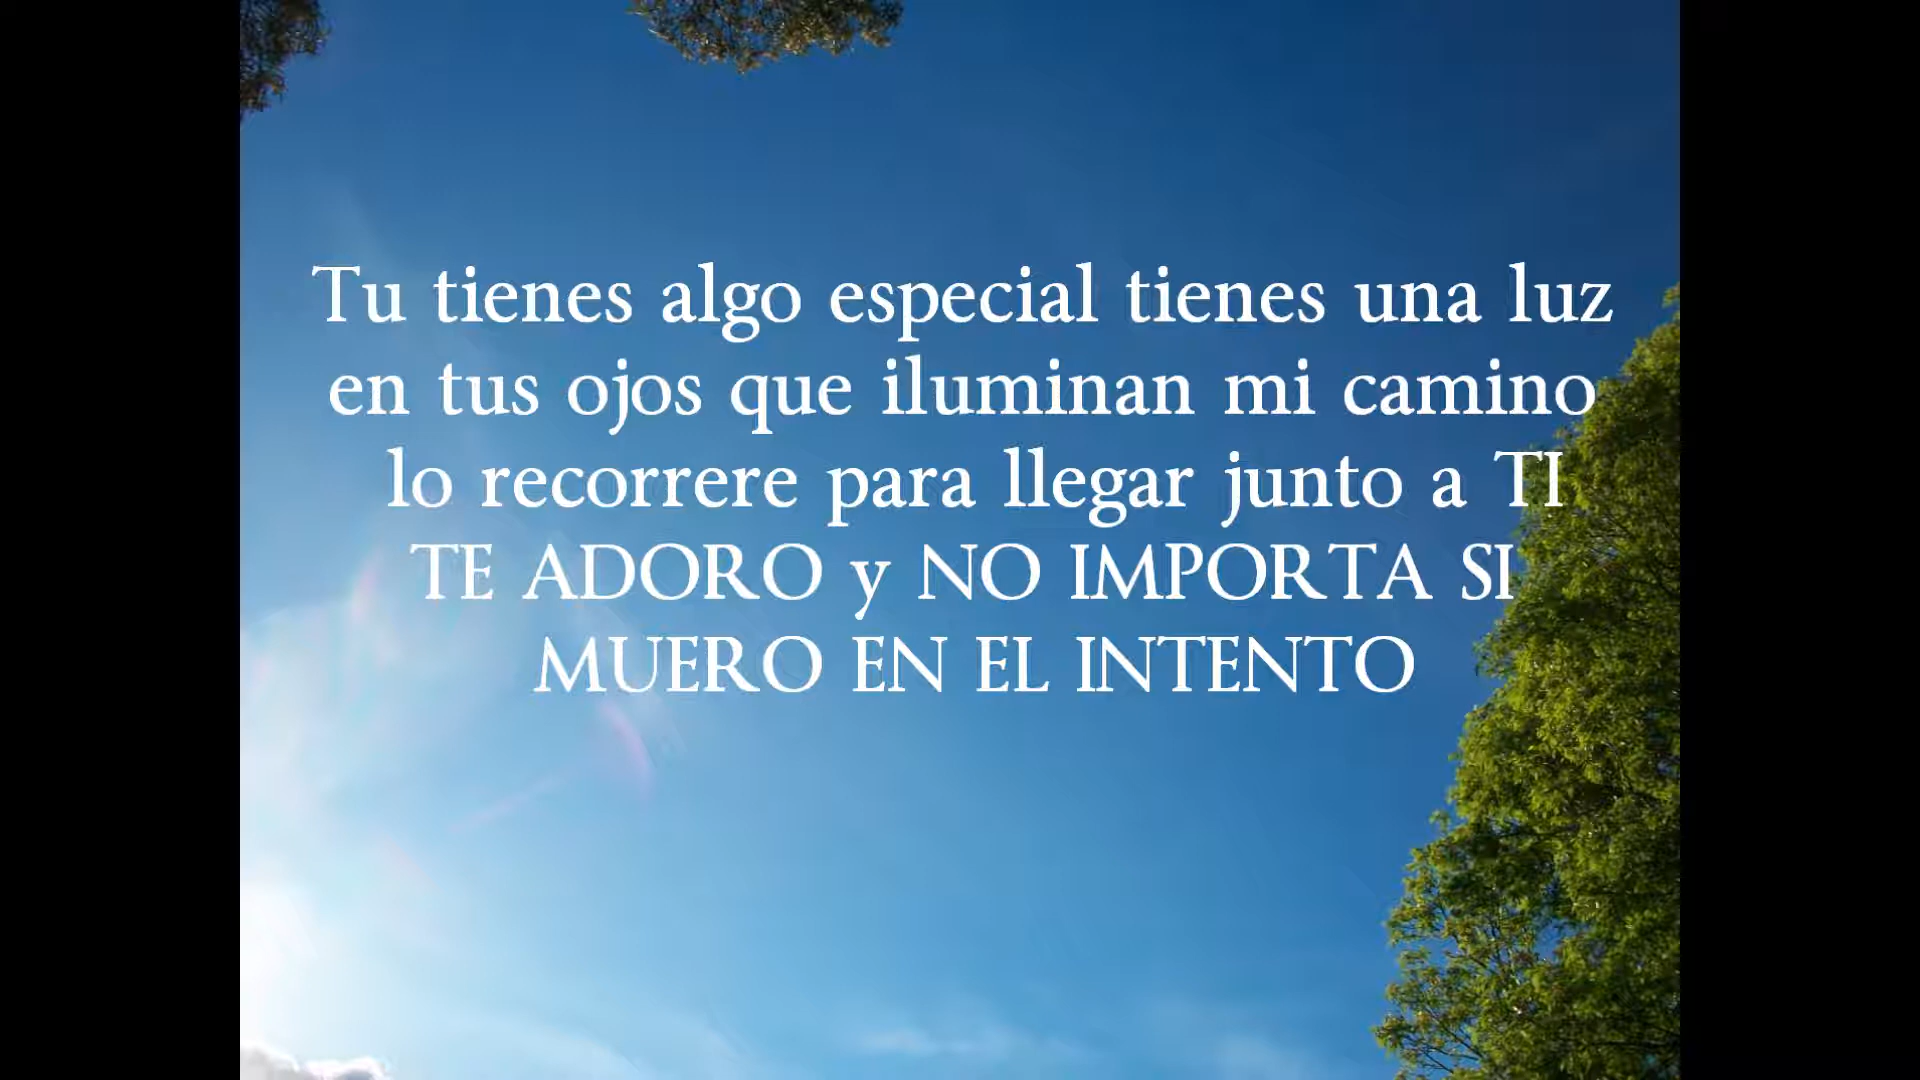 Tu tienes algo especial tienes una luz
en tus ojos que iluminan mi camino
lo recorrere para llegar junto a TI
TE ADORO y NO IMPORTA SI
MUERO EN EL INTENTO